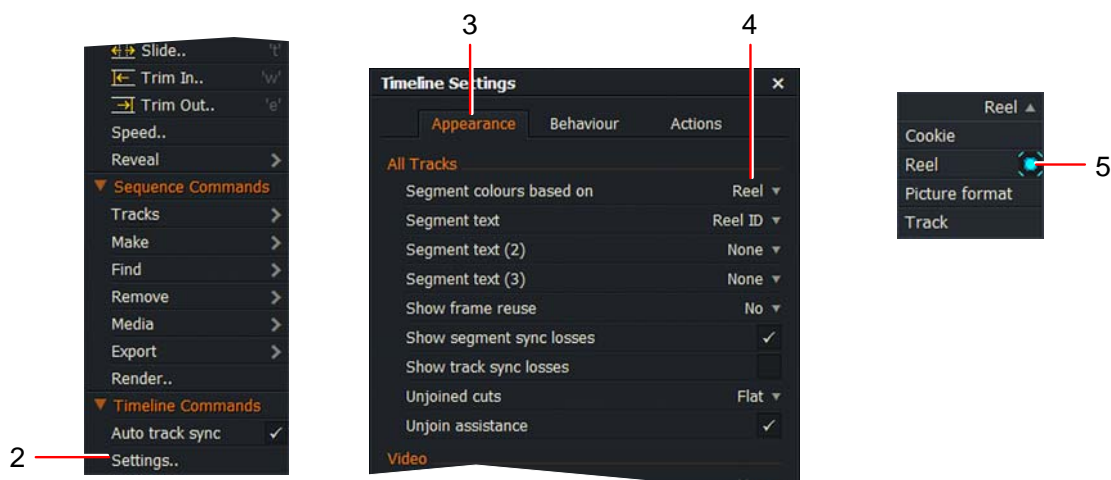 3
4
Slide.. 't'
Trim In.. 'w'
Trim Out.. 'e'
Speed..
Reveal
Sequence Commands
Tracks
Make
Find
Remove
Media
Export
Render..
Timeline Commands
Auto track sync
2
Settings..
Timeline Settings
Appearance Behaviour Actions
All Tracks
Segment colours based on Reel
Segment text Reel ID
Segment text (2) None
Segment text (3) None
Show frame reuse No
Show segment sync losses
Show track sync losses
Unjoined cuts Flat
Unjoin assistance
Video
Reel
Cookie
Reel
5
Picture format
Track